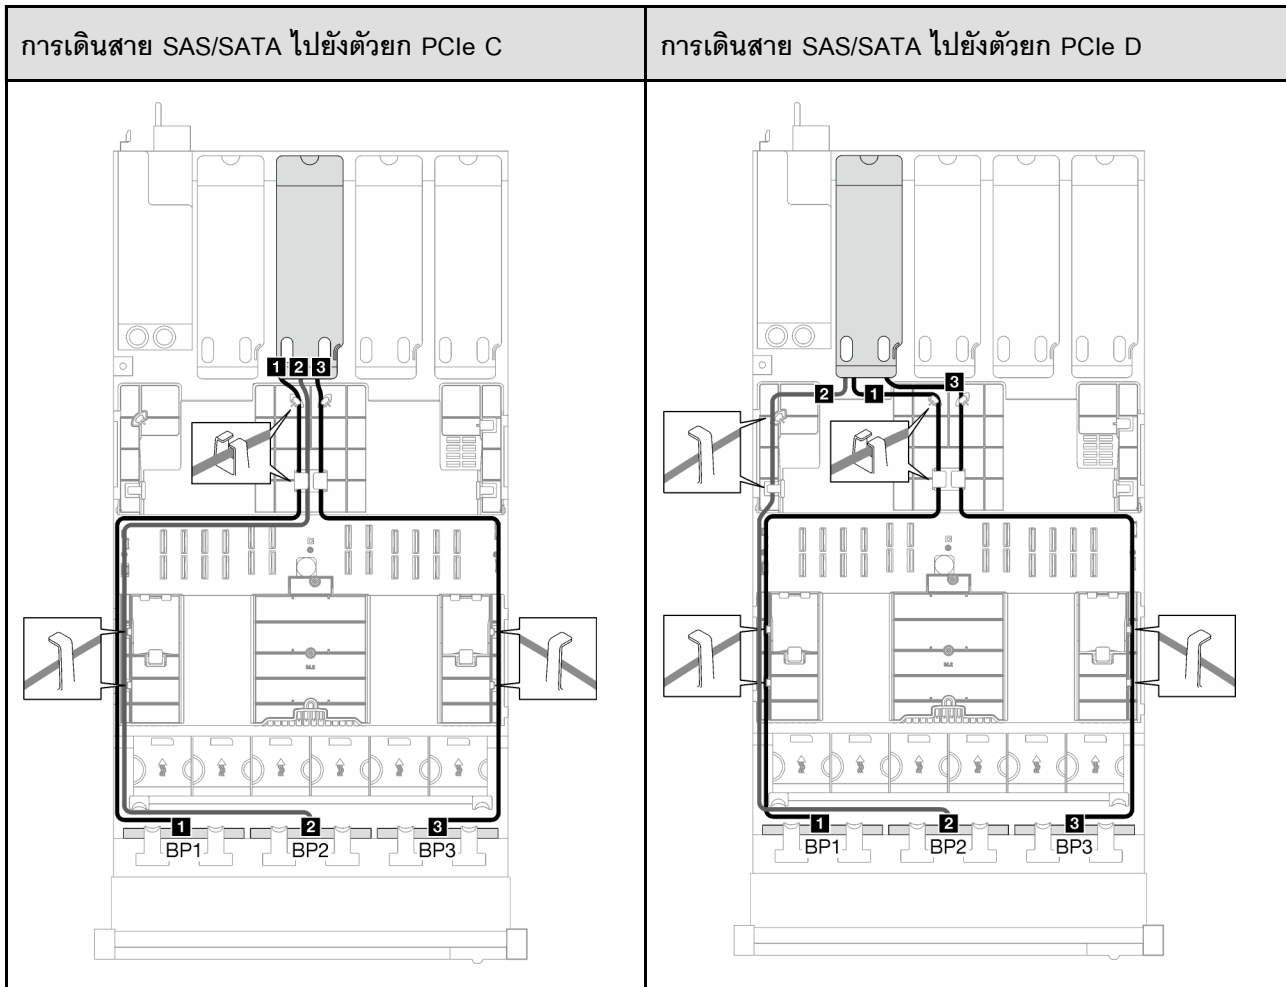 การเดินสาย SAS/SATA ไปยังตัวยก PCIe C
การเดินสาย SAS/SATA ไปยังตัวยก PCIe D
1 2 3
2 1 3
M.2
M.2
1 2 3
BP1 BP2 BP3
1 2 3
BP1 BP2 BP3